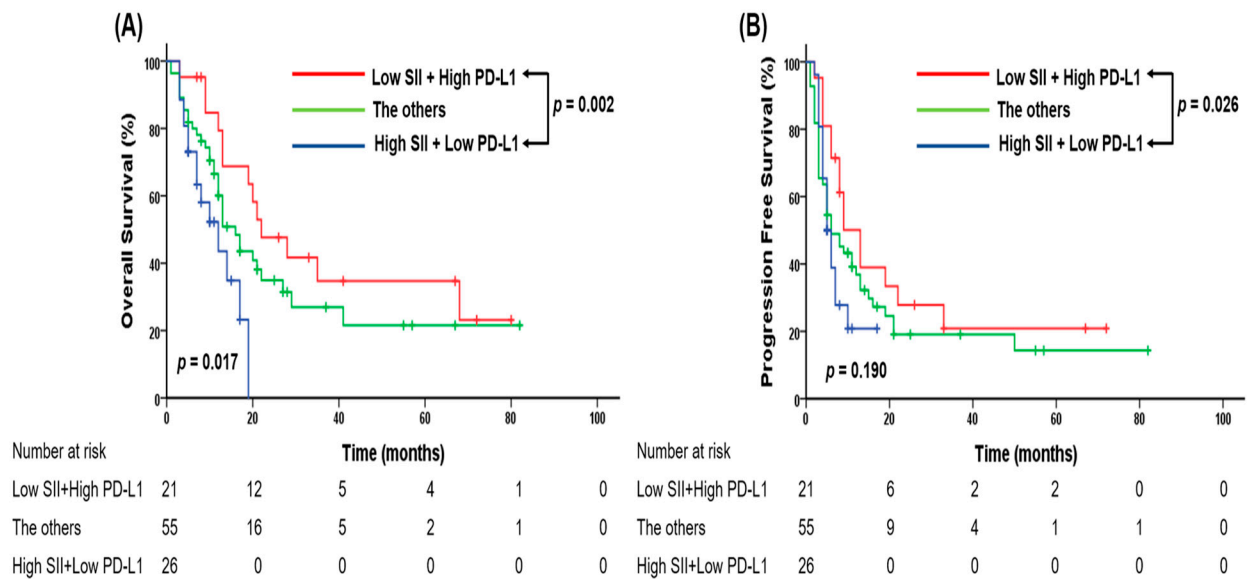 (A)
Overall Survival (%)
100
80
60
40
20
0
Low SII + High PD-L1
The others
High SII + Low PD-L1
p = 0.002
p = 0.017
0 20 40 60 80 100
Time (months)
Number at risk
Low SII+High PD-L1 21 12 5 4 1 0
The others 55 16 5 2 1 0
High SII+Low PD-L1 26 0 0 0 0 0
(B)
Progression Free Survival (%)
100
80
60
40
20
0
Low SII + High PD-L1
The others
High SII + Low PD-L1
p = 0.026
p = 0.190
0 20 40 60 80 100
Time (months)
Number at risk
Low SII+High PD-L1 21 6 2 2 0 0
The others 55 9 4 1 1 0
High SII+Low PD-L1 26 0 0 0 0 0